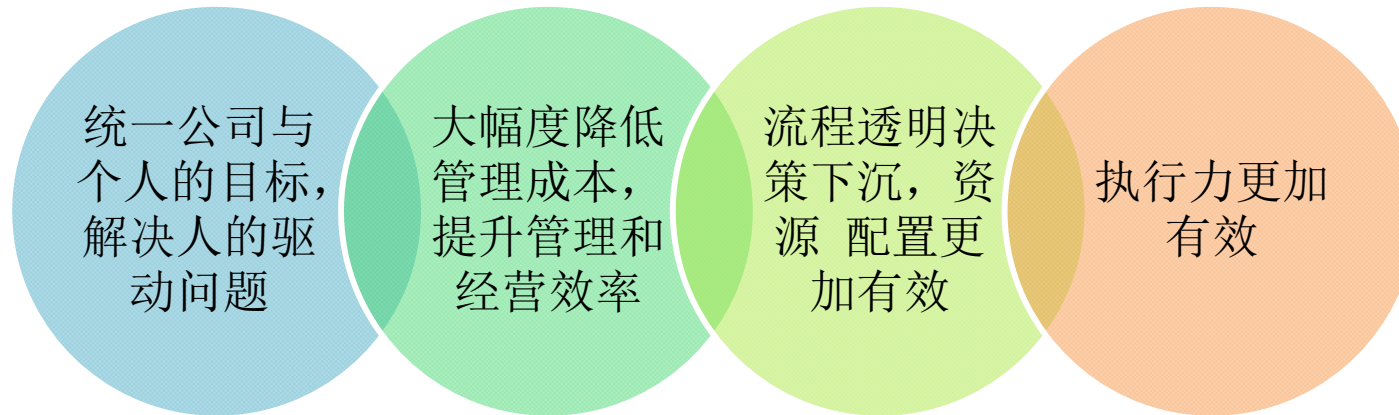 统一公司与
个人的目标，
解决人的驱
动问题
大幅度降低
管理成本，
提升管理和
经营效率
流程透明决
策下沉，资
源 配置更
加有效
执行力更加
有效